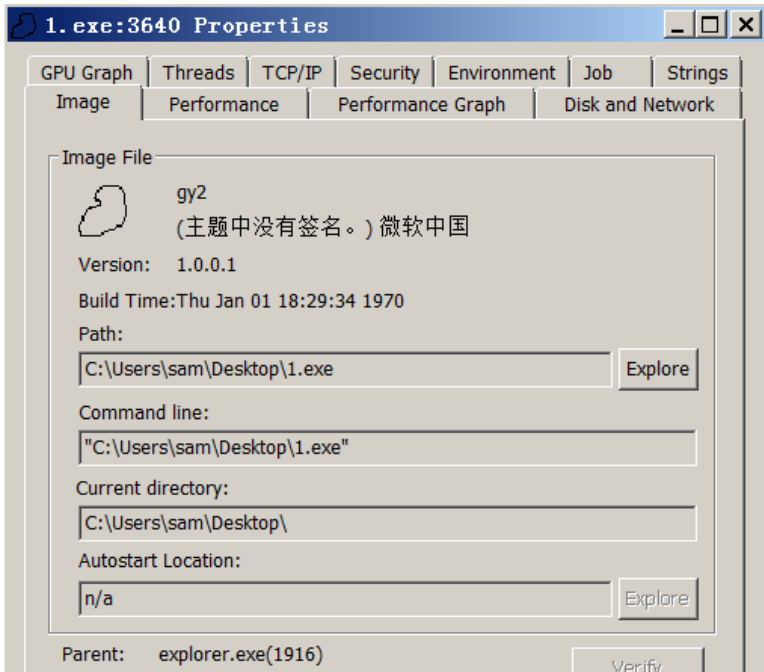 1.exe:3640 Properties
GPU Graph Threads TCP/IP Security Environment Job Strings
Image Performance Performance Graph Disk and Network
Image File
gy2
(主题中没有签名。) 微软中国
Version: 1.0.0.1
Build Time:Thu Jan 01 18:29:34 1970
Path:
C:\Users\sam\Desktop\1.exe Explore
Command line:
"C:\Users\sam\Desktop\1.exe"
Current directory:
C:\Users\sam\Desktop\
Autostart Location:
n/a Explore
Parent: explorer.exe(1916)
Verify